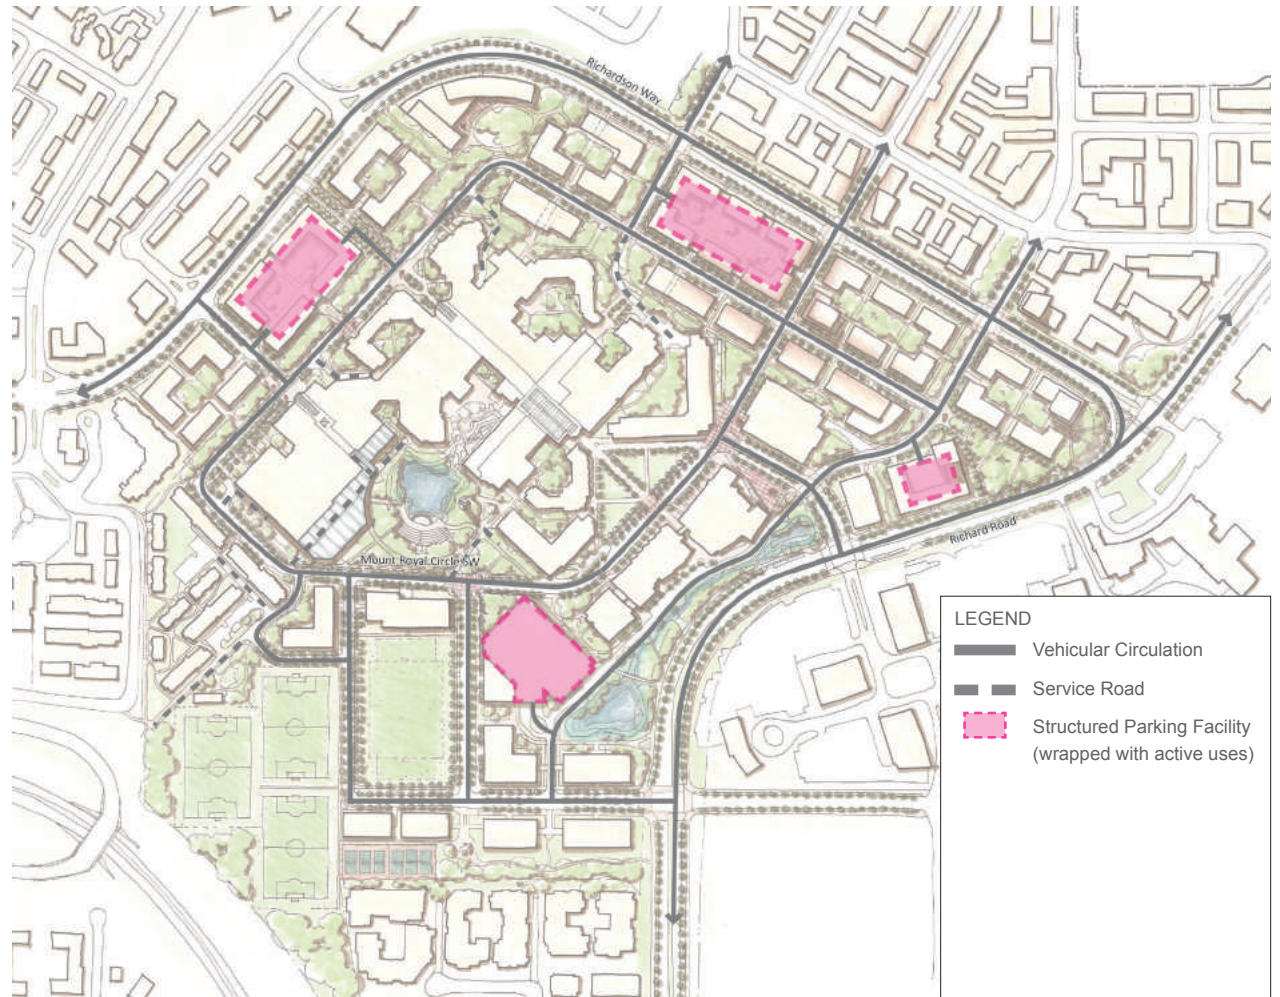 Richardson Way
Richard Road
Mount Royal Circle SW
LEGEND
Vehicular Circulation
Service Road
Structured Parking Facility
(wrapped with active uses)